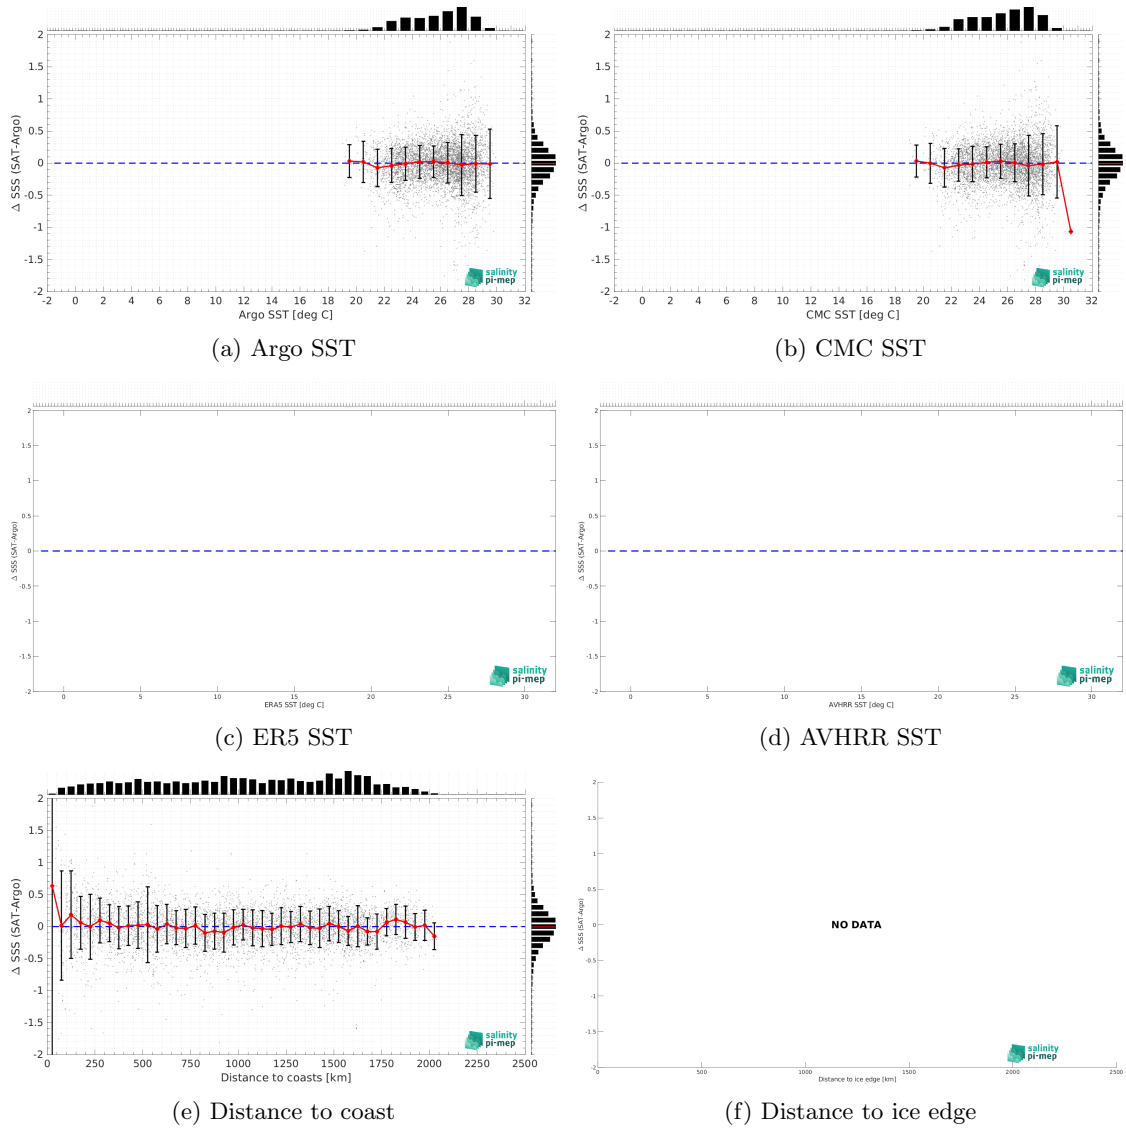 2
1.5
1
0.5
0
-0.5
-1
-1.5
-2
Δ SSS (SAT-Argo)
-2 0 2 4 6 8 10 12 14 16 18 20 22 24 26 28 30 32
Argo SST [deg C]
salinity
pi-mep
(a) Argo SST
2
1.5
1
0.5
0
-0.5
-1
-1.5
-2
Δ SSS (SAT-Argo)
-2 0 2 4 6 8 10 12 14 16 18 20 22 24 26 28 30 32
CMC SST [deg C]
salinity
pi-mep
(b) CMC SST
2
1.5
1
0.5
0
-0.5
-1
-1.5
-2
Δ SSS (SAT-Argo)
0 5 10 15 20 25 30
ERA5 SST [deg C]
salinity
pi-mep
(c) ER5 SST
2
1.5
1
0.5
0
-0.5
-1
-1.5
-2
Δ SSS (SAT-Argo)
0 5 10 15 20 25 30
AVHRR SST [deg C]
salinity
pi-mep
(d) AVHRR SST
2
1.5
1
0.5
0
-0.5
-1
-1.5
-2
Δ SSS (SAT-Argo)
0 250 500 750 1000 1250 1500 1750 2000 2250 2500
Distance to coasts [km]
salinity
pi-mep
(e) Distance to coast
2
1.5
1
0.5
0
-0.5
-1
-1.5
-2
Δ SSS (SAT-Argo)
NO DATA
0 500 1000 1500 2000 2500
Distance to ice edge [km]
salinity
pi-mep
(f) Distance to ice edge